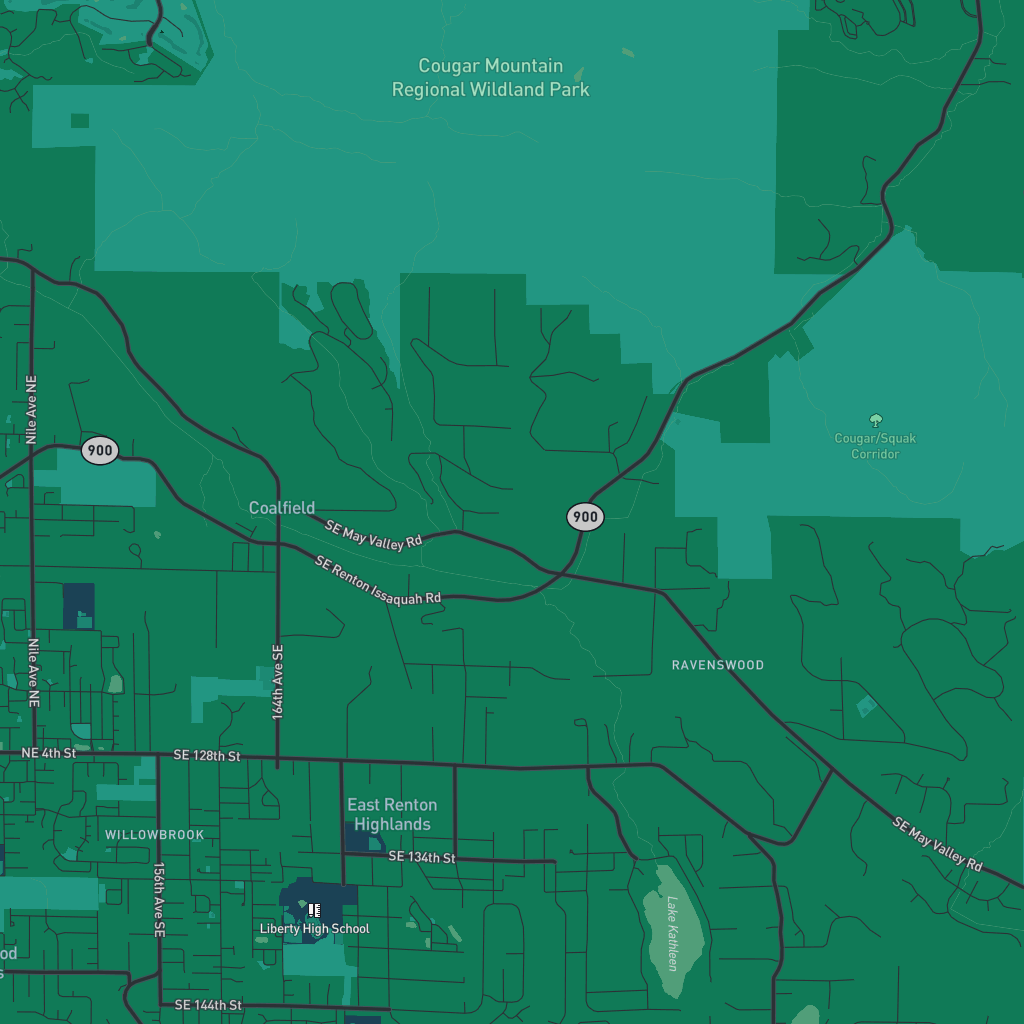 Cougar Mountain
Regional Wildland Park
Nile Ave NE
900
Cougar/Squak
Corridor
Coalfield
900
SE May Valley Rd
SE Renton Issaquah Rd
Nile Ave NE
164th Ave SE
RAVENSWOOD
NE 4th St
SE 128th St
East Renton
Highlands
WILLOWBROOK
SE May Valley Rd
SE 134th St
156th Ave SE
Liberty High School
Lake Kathleen
od
s
SE 144th St